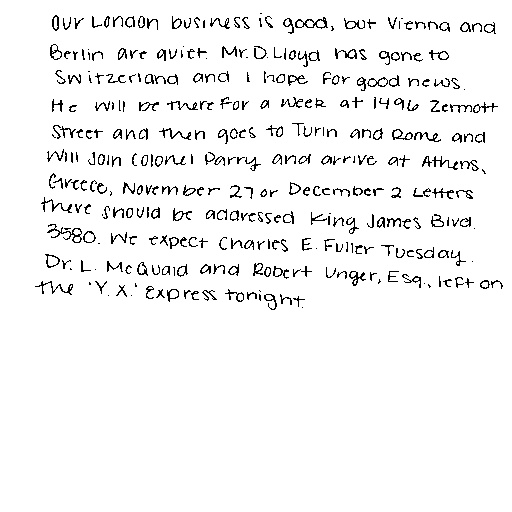 Our London business is good, but Vienna and
Berlin are quiet. Mr. D. Lloyd has gone to
Switzerland and I hope for good news.
He will be there for a week at 1496 Zermott
Street and then goes to Turin and Rome and
will join Colonel Parry and arrive at Athens,
Greece, November 27 or December 2 Letters
there should be addressed King James Blvd.
3580. We expect Charles E. Fuller Tuesday.
Dr. L. McQuaid and Robert Unger, Esq., left on
the 'Y. X.' Express tonight.